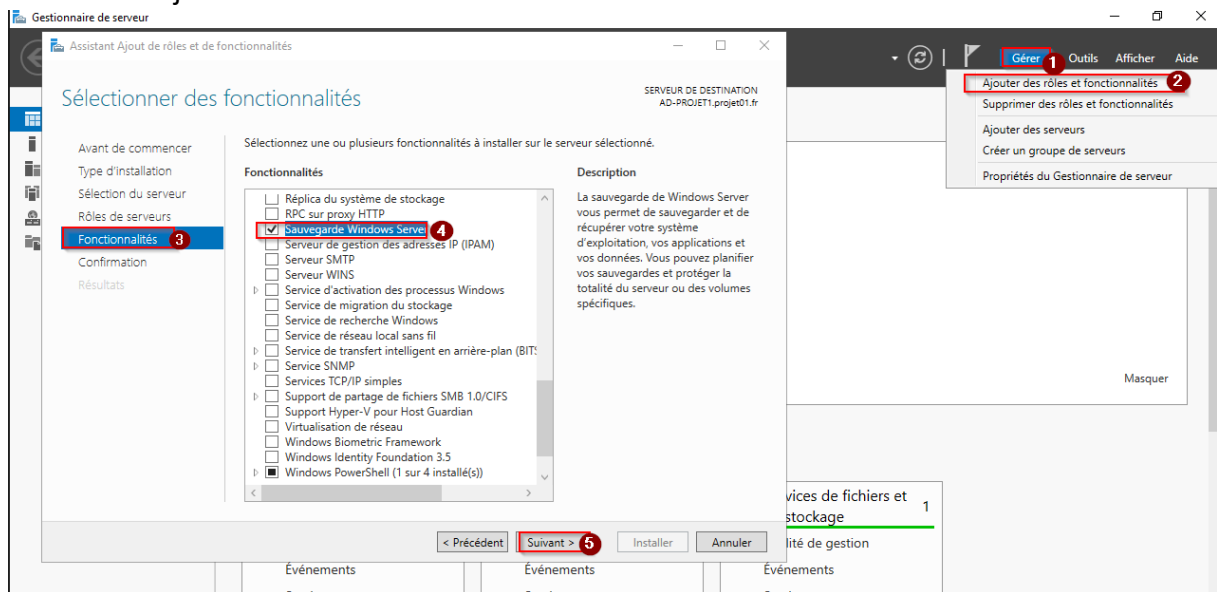 Gestionnaire de serveur
Gérer 1 Outils Afficher Aide
Ajouter des rôles et fonctionnalités 2
Supprimer des rôles et fonctionnalités
Ajouter des serveurs
Créer un groupe de serveurs
Propriétés du Gestionnaire de serveur
Assistant Ajout de rôles et de fonctionnalités
Sélectionner des fonctionnalités
SERVEUR DE DESTINATION
AD-PROJET1.projet01.fr
Avant de commencer
Type d'installation
Sélection du serveur
Rôles de serveurs
Fonctionnalités 3
Confirmation
Résultats
Sélectionnez une ou plusieurs fonctionnalités à installer sur le serveur sélectionné.
Fonctionnalités
Réplica du système de stockage
RPC sur proxy HTTP
Sauvegarde Windows Server 4
Serveur de gestion des adresses IP (IPAM)
Serveur SMTP
Serveur WINS
Service d'activation des processus Windows
Service de migration du stockage
Service de recherche Windows
Service de réseau local sans fil
Service de transfert intelligent en arrière-plan (BITS
Service SNMP
Services TCP/IP simples
Support de partage de fichiers SMB 1.0/CIFS
Support Hyper-V pour Host Guardian
Virtualisation de réseau
Windows Biometric Framework
Windows Identity Foundation 3.5
Windows PowerShell (1 sur 4 installé(s))
Description
La sauvegarde de Windows Server
vous permet de sauvegarder et de
récupérer votre système
d'exploitation, vos applications et
vos données. Vous pouvez planifier
vos sauvegardes et protéger la
totalité du serveur ou des volumes
spécifiques.
< Précédent Suivant > 5 Installer Annuler
Masquer
vices de fichiers et 1
stockage
lité de gestion
Événements Événements Événements